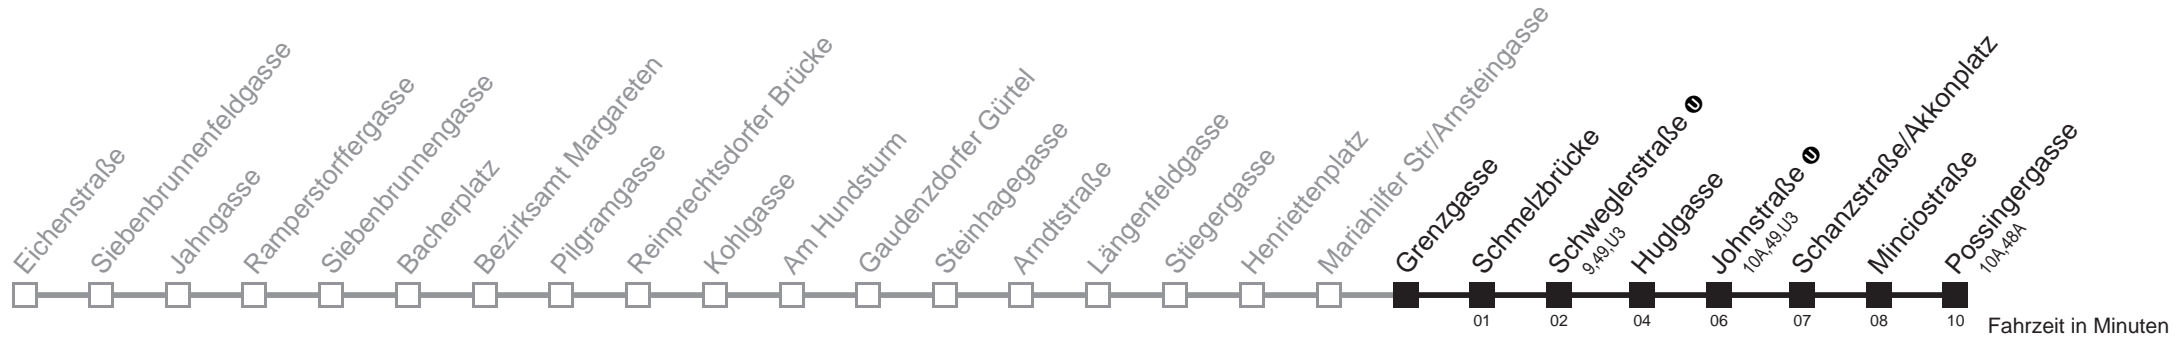 Eichenstraße
Siebenbrunnenfeldgasse
Jahngasse
Ramperstorffergasse
Siebenbrunnengasse
Bacherplatz
Bezirksamt Margareten
Pilgramgasse
Reinprechtsdorfer Brücke
Kohlgasse
Am Hundsturm
Gaudenzdorfer Gürtel
Steinhagegasse
Arndtstraße
Längenfeldgasse
Stiegergasse
Henriettenplatz
Mariahilfer Str/Arnsteingasse
Grenzgasse
Schmelzbrücke
01
Schweglerstraße U
9,49,U3
02
Huglgasse
04
Johnstraße U
10A,49,U3
06
Schanzstraße/Akkonplatz
07
Minciostraße
08
Possingergasse
10A,48A
10
Fahrzeit in Minuten